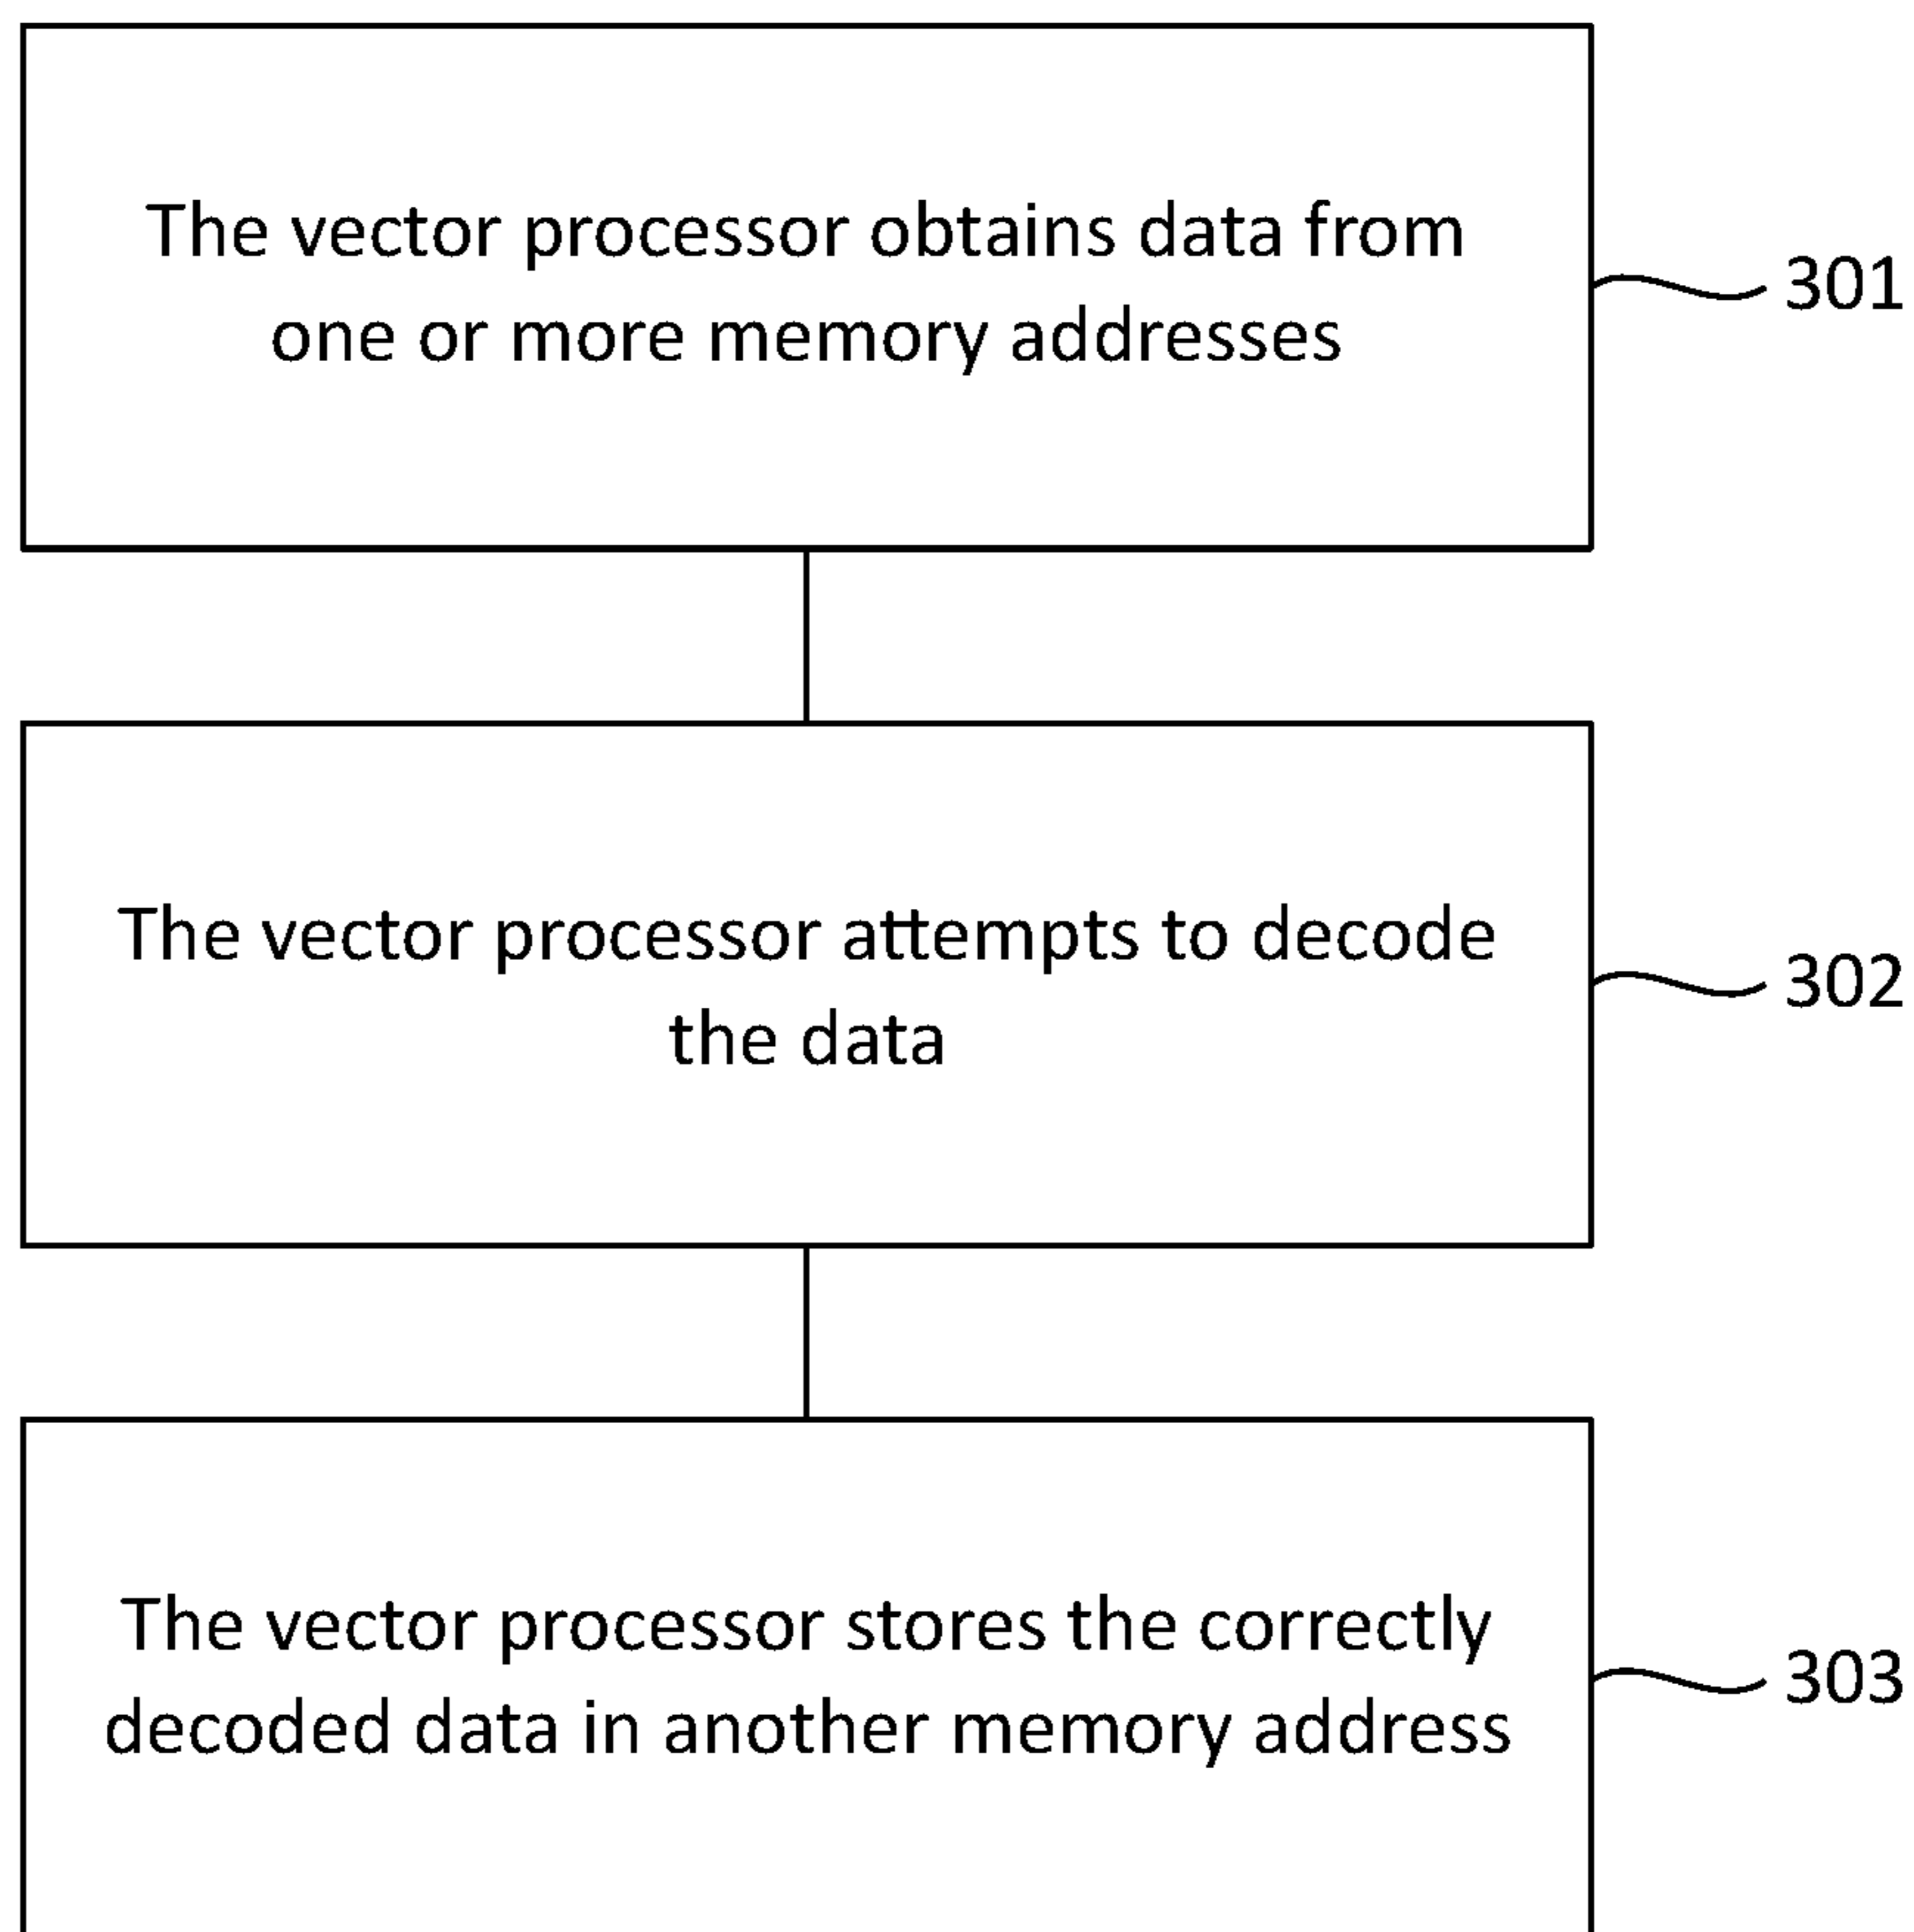 The vector processor obtains data from
one or more memory addresses
301
The vector processor attempts to decode
the data
302
The vector processor stores the correctly
decoded data in another memory address
303